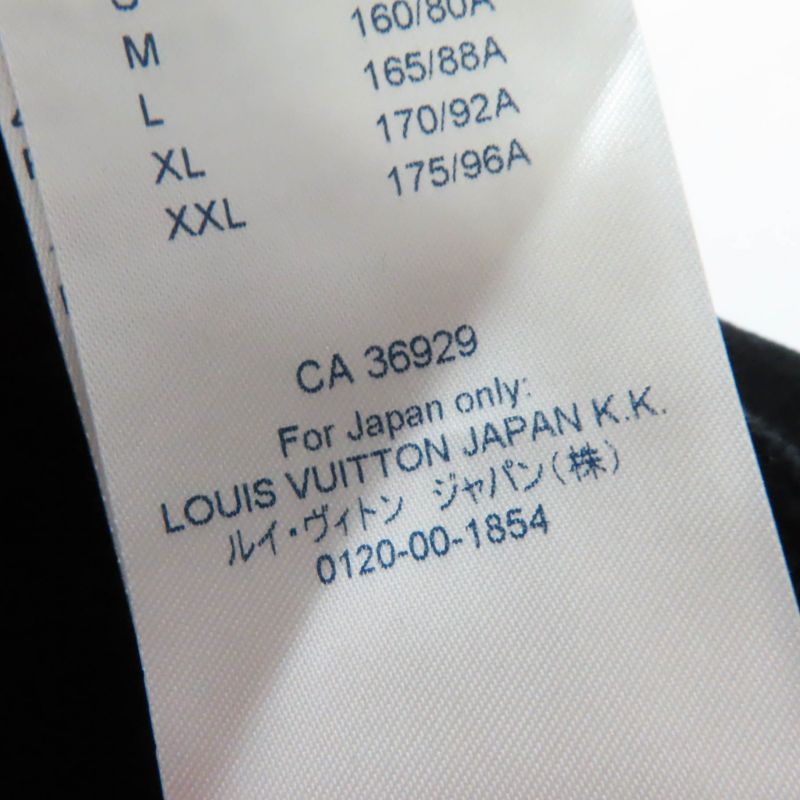 160/80A
M 165/88A
L 170/92A
XL 175/96A
XXL
CA 36929
For Japan only:
LOUIS VUITTON JAPAN K.K.
ルイ・ヴィトン ジャパン(株)
0120-00-1854